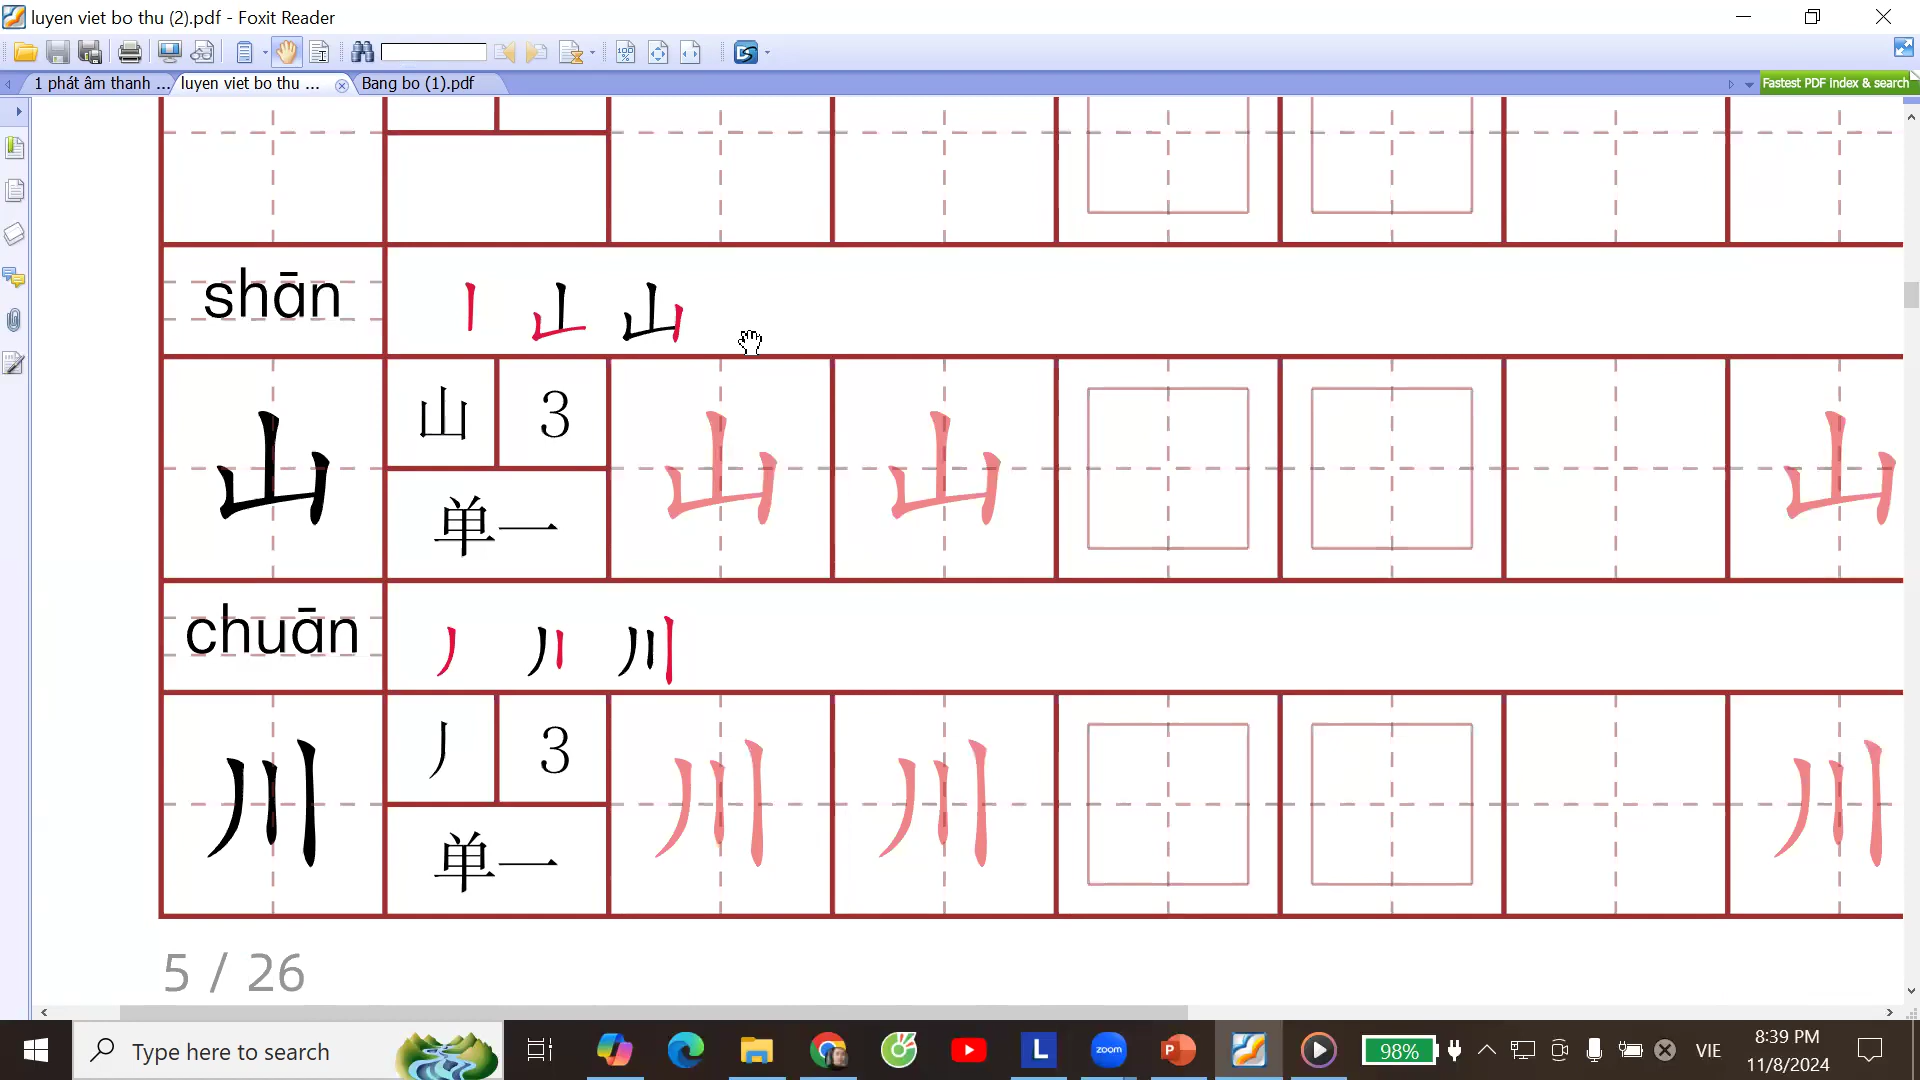 luyen viet bo thu (2).pdf - Foxit Reader
1 phát âm thanh ...
luyen viet bo thu ...
Bang bo (1).pdf
Fastest PDF index & search
shān
丨 山 山
山 山 3 山 山 山
单一
chuān
丿 川 川
川 丿 3 川 川 川
单一
5 / 26
Type here to search
L
zoom
P
98%
VIE
8:39 PM
11/8/2024